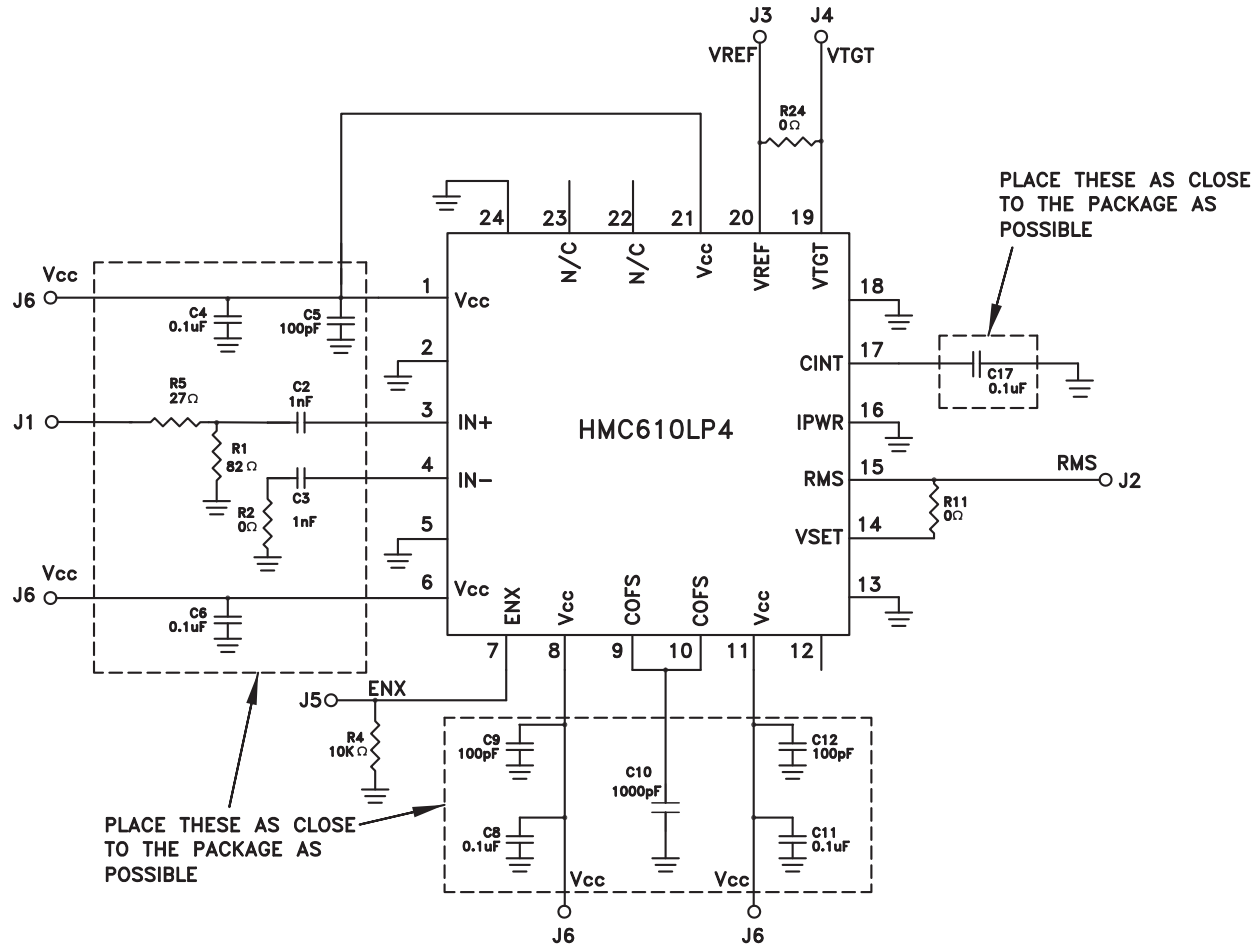 J3
J4
VREF
VTGT
R24
0Ω
PLACE THESE AS CLOSE
TO THE PACKAGE AS
POSSIBLE
24
23
22
21
20
19
N/C
N/C
Vcc
VREF
VTGT
Vcc
J6
1
Vcc
18
C4
0.1uF
C5
100pF
2
CINT
17
C17
0.1uF
R5
27Ω
C2
1nF
J1
3
IN+
HMC610LP4
IPWR
16
R1
82Ω
4
IN-
C3
1nF
R2
0Ω
RMS
15
RMS
J2
R11
0Ω
5
VSET
14
Vcc
J6
6
Vcc
13
C6
0.1uF
ENX
Vcc
COFS
COFS
Vcc
7
8
9
10
11
12
J5
ENX
R4
10KΩ
C9
100pF
C12
100pF
C10
1000pF
PLACE THESE AS CLOSE
TO THE PACKAGE AS
POSSIBLE
C8
0.1uF
C11
0.1uF
Vcc
Vcc
J6
J6